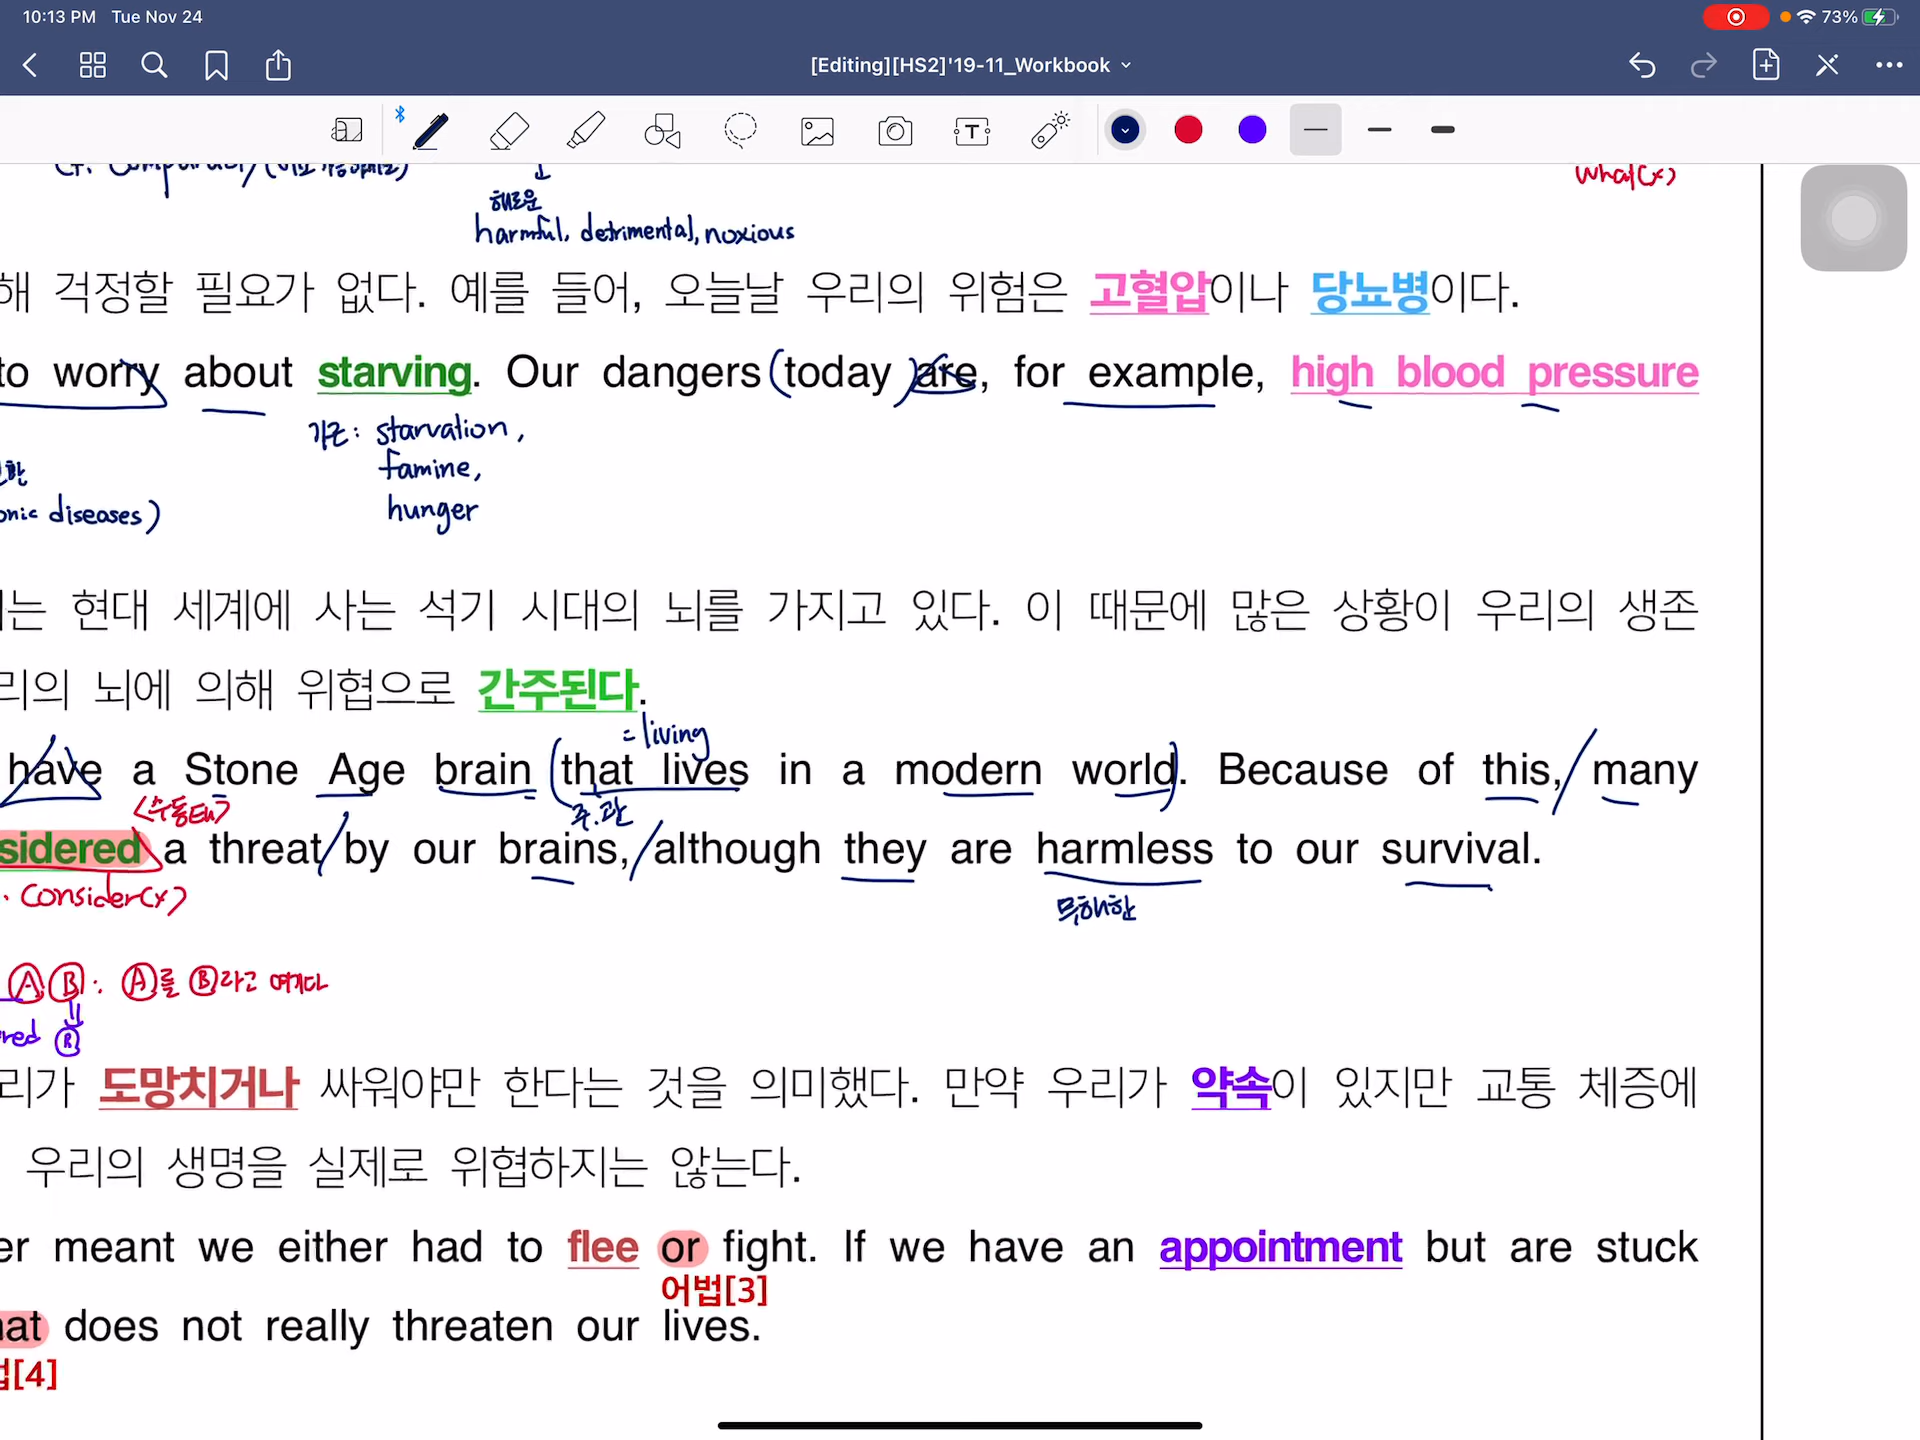 10:13 PM Tue Nov 24
73%
[Editing][HS2]'19-11_Workbook
What(x)
해로운
harmful, detrimental, noxious
해 걱정할 필요가 없다. 예를 들어, 오늘날 우리의 위험은 고혈압이나 당뇨병이다.
to worry about starving. Our dangers (today) are, for example, high blood pressure
기근: starvation,
famine,
hunger
onic diseases)
는 현대 세계에 사는 석기 시대의 뇌를 가지고 있다. 이 때문에 많은 상황이 우리의 생존
리의 뇌에 의해 위협으로 간주된다.
= living
have a Stone Age brain (that lives in a modern world). Because of this, / many
<수동태>
주.관
sidered a threat / by our brains, / although they are harmless to our survival.
. consider(x)
무해한
Ⓐ Ⓑ : Ⓐ를 Ⓑ라고 여기다
red Ⓑ
리가 도망치거나 싸워야만 한다는 것을 의미했다. 만약 우리가 약속이 있지만 교통 체증에
우리의 생명을 실제로 위협하지는 않는다.
er meant we either had to flee or fight. If we have an appointment but are stuck
어법[3]
at does not really threaten our lives.
법[4]